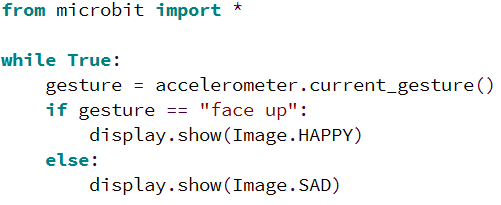 from microbit import *

while True:
    gesture = accelerometer.current_gesture()
    if gesture == "face up":
        display.show(Image.HAPPY)
    else:
        display.show(Image.SAD)